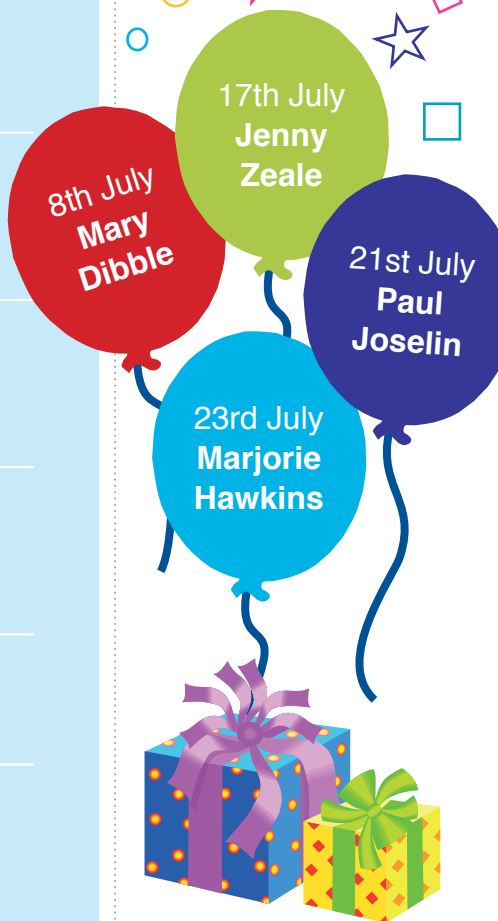 17th July
Jenny
Zeale
8th July
Mary
Dibble
21st July
Paul
Joselin
23rd July
Marjorie
Hawkins